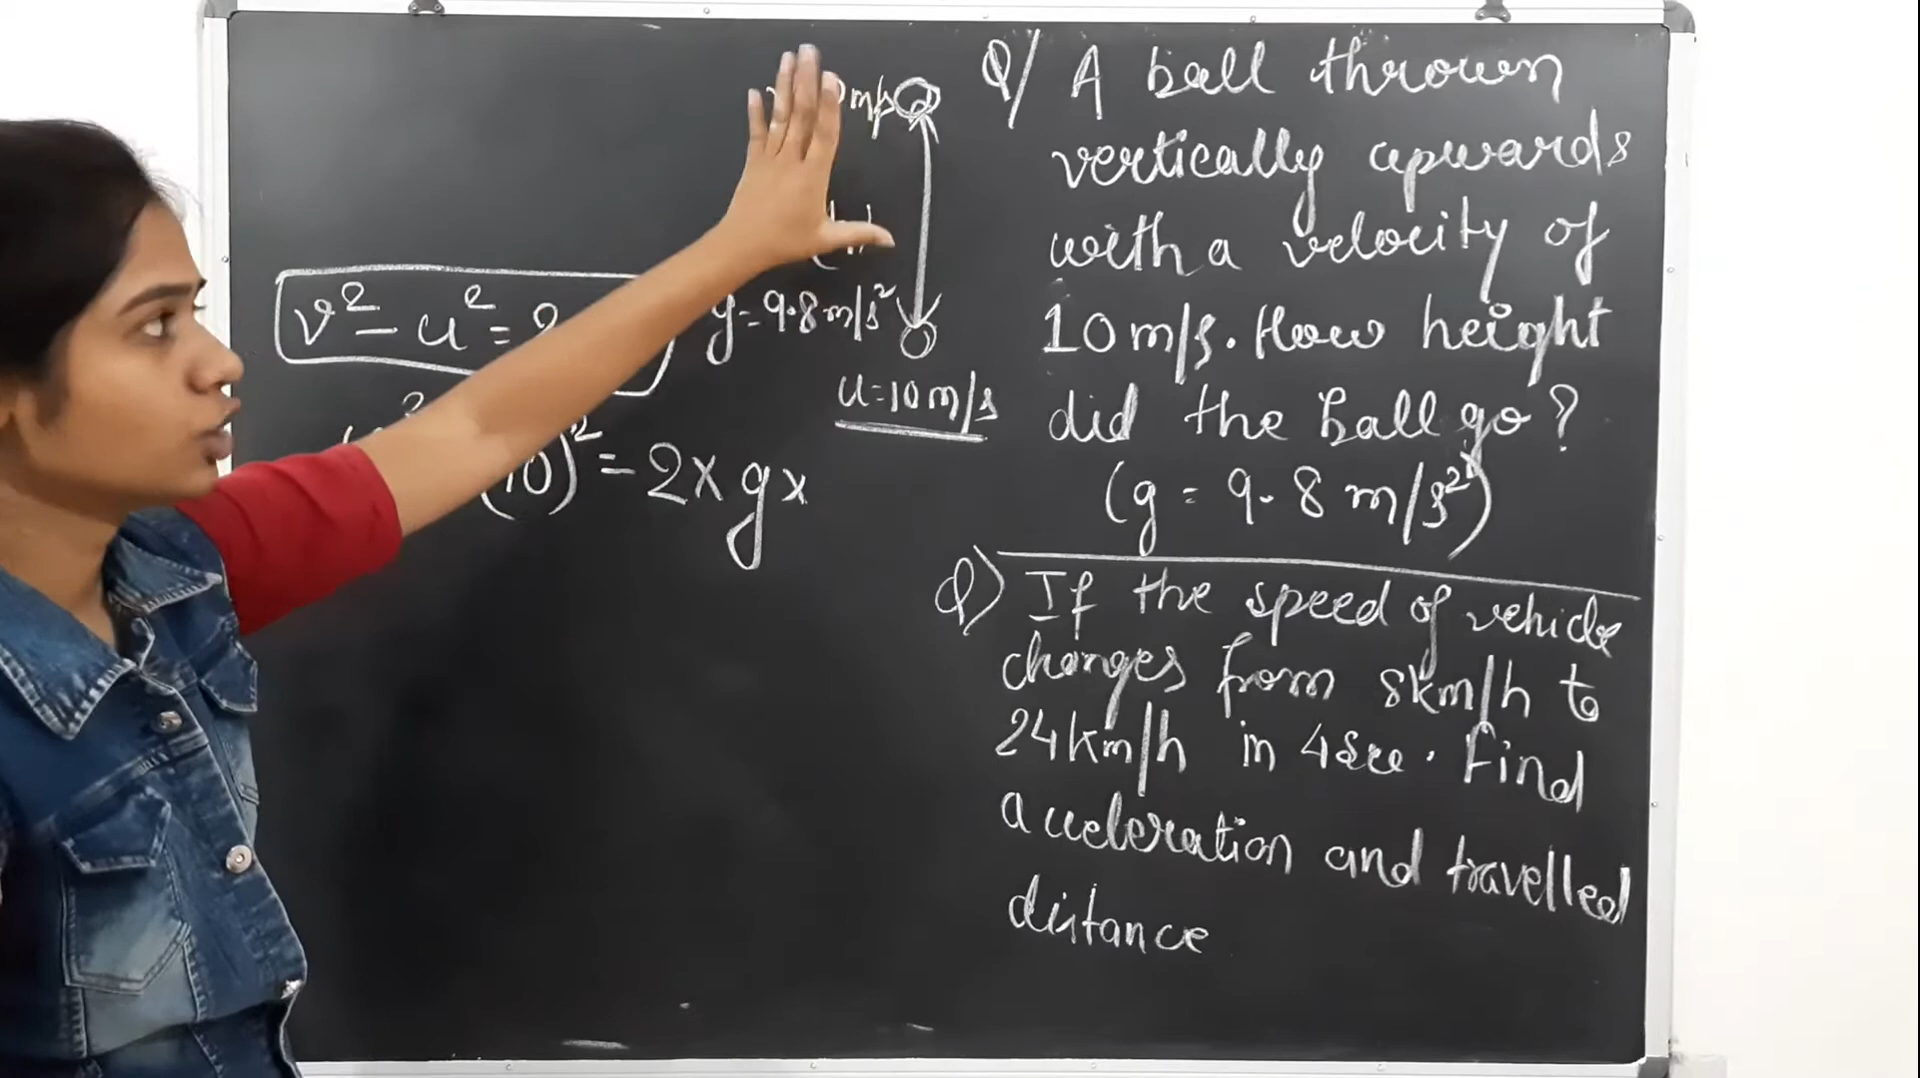 m/s
g = 9.8 m/s²
u = 10 m/s
v² - u² =
10)² = 2 x g x
Q/ A ball thrown
vertically upwards
with a velocity of
10 m/s. How height
did the ball go?
(g = 9.8 m/s²)
Q) If the speed of vehicle
changes from 8km/h to
24km/h in 4 sec. Find
acceleration and travelled
distance